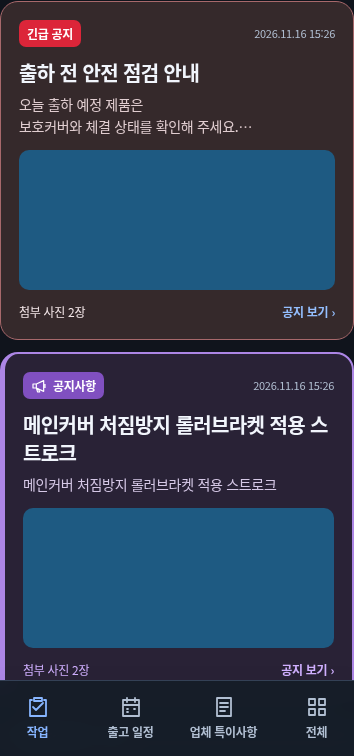 긴급 공지
2026.11.16 15:26
출하 전 안전 점검 안내
오늘 출하 예정 제품은
보호커버와 체결 상태를 확인해 주세요.…
첨부 사진 2장
공지 보기 ›
공지사항
2026.11.16 15:26
메인커버 처짐방지 롤러브라켓 적용 스
트로크
메인커버 처짐방지 롤러브라켓 적용 스트로크
첨부 사진 2장
공지 보기 ›
작업
출고 일정
업체 특이사항
전체